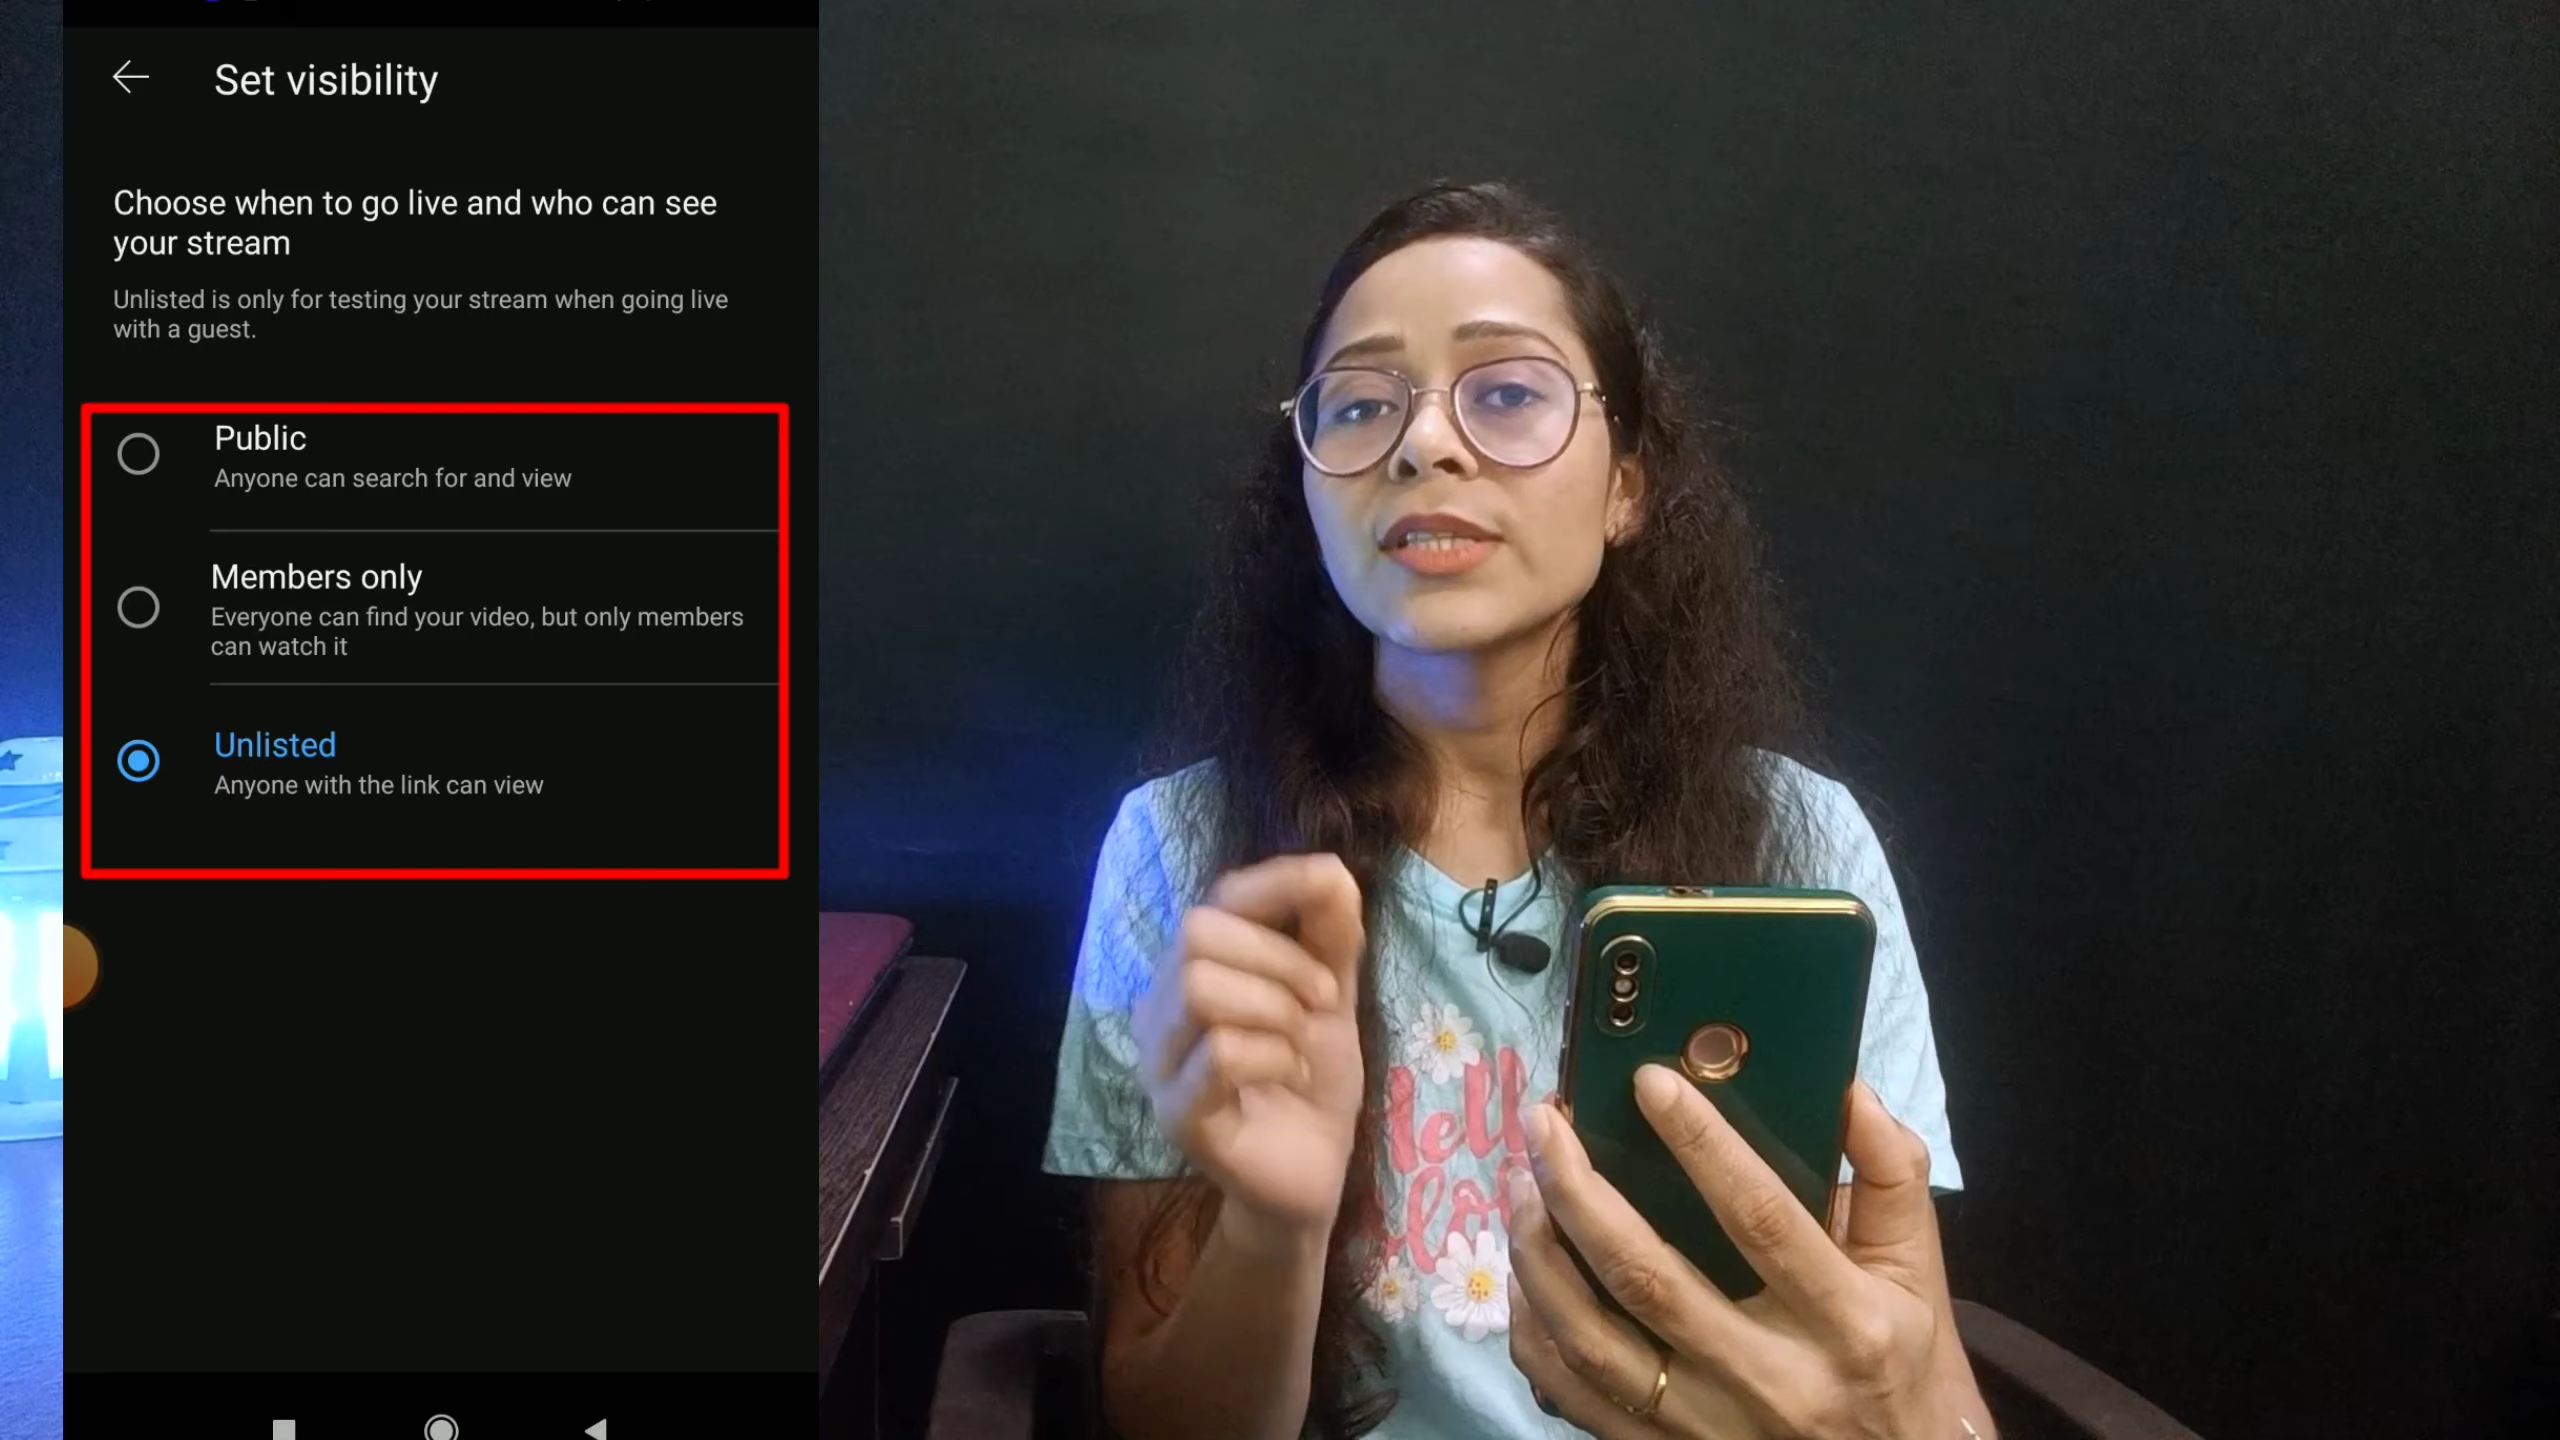 Set visibility
Choose when to go live and who can see
your stream
Unlisted is only for testing your stream when going live
with a guest.
Public
Anyone can search for and view
Members only
Everyone can find your video, but only members
can watch it
Unlisted
Anyone with the link can view